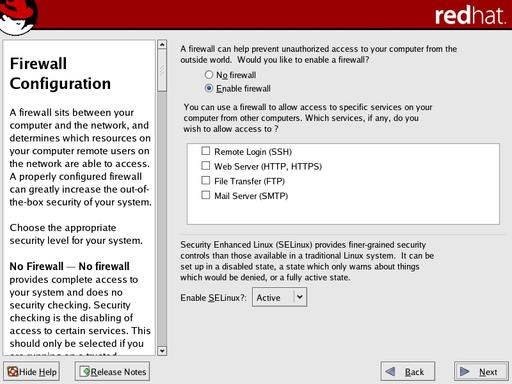 redhat.
Firewall
Configuration
A firewall sits between your
computer and the network, and
determines which resources on
your computer remote users on
the network are able to access.
A properly configured firewall
can greatly increase the out-of-
the-box security of your system.
Choose the appropriate
security level for your system.
No Firewall — No firewall
provides complete access to
your system and does no
security checking. Security
checking is the disabling of
access to certain services. This
should only be selected if you
are running on a trusted
A firewall can help prevent unauthorized access to your computer from the
outside world. Would you like to enable a firewall?
No firewall
Enable firewall
You can use a firewall to allow access to specific services on your
computer from other computers. Which services, if any, do you
wish to allow access to ?
Remote Login (SSH)
Web Server (HTTP, HTTPS)
File Transfer (FTP)
Mail Server (SMTP)
Security Enhanced Linux (SELinux) provides finer-grained security
controls than those available in a traditional Linux system. It can be
set up in a disabled state, a state which only warns about things
which would be denied, or a fully active state.
Enable SELinux?: Active
Hide Help
Release Notes
Back
Next